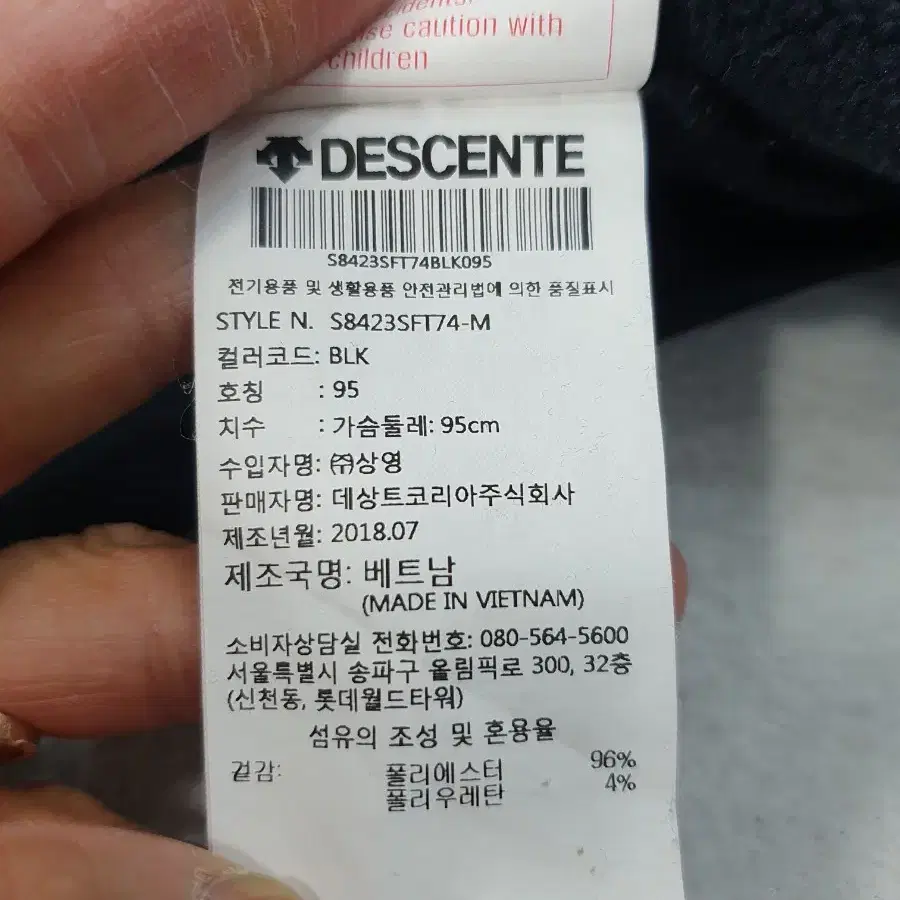 caution with
children
DESCENTE
S8423SFT74BLK095
전기용품 및 생활용품 안전관리법에 의한 품질표시
STYLE N. S8423SFT74-M
컬러코드: BLK
호칭 : 95
치수 : 가슴둘레: 95cm
수입자명: ㈜상영
판매자명: 데상트코리아주식회사
제조년월: 2018.07
제조국명: 베트남
(MADE IN VIETNAM)
소비자상담실 전화번호: 080-564-5600
서울특별시 송파구 올림픽로 300, 32층
(신천동, 롯데월드타워)
섬유의 조성 및 혼용율
겉감: 폴리에스터 96%
폴리우레탄 4%